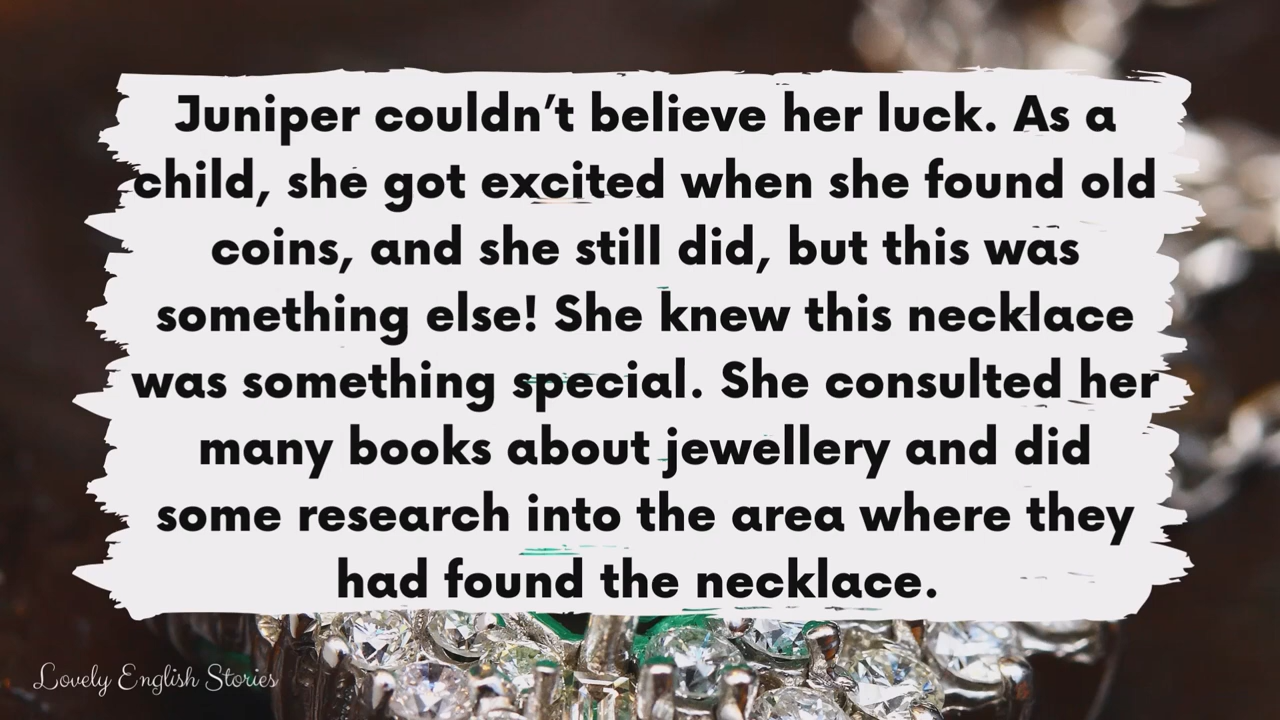 Juniper couldn’t believe her luck. As a
child, she got excited when she found old
coins, and she still did, but this was
something else! She knew this necklace
was something special. She consulted her
many books about jewellery and did
some research into the area where they
had found the necklace.
Lovely English Stories